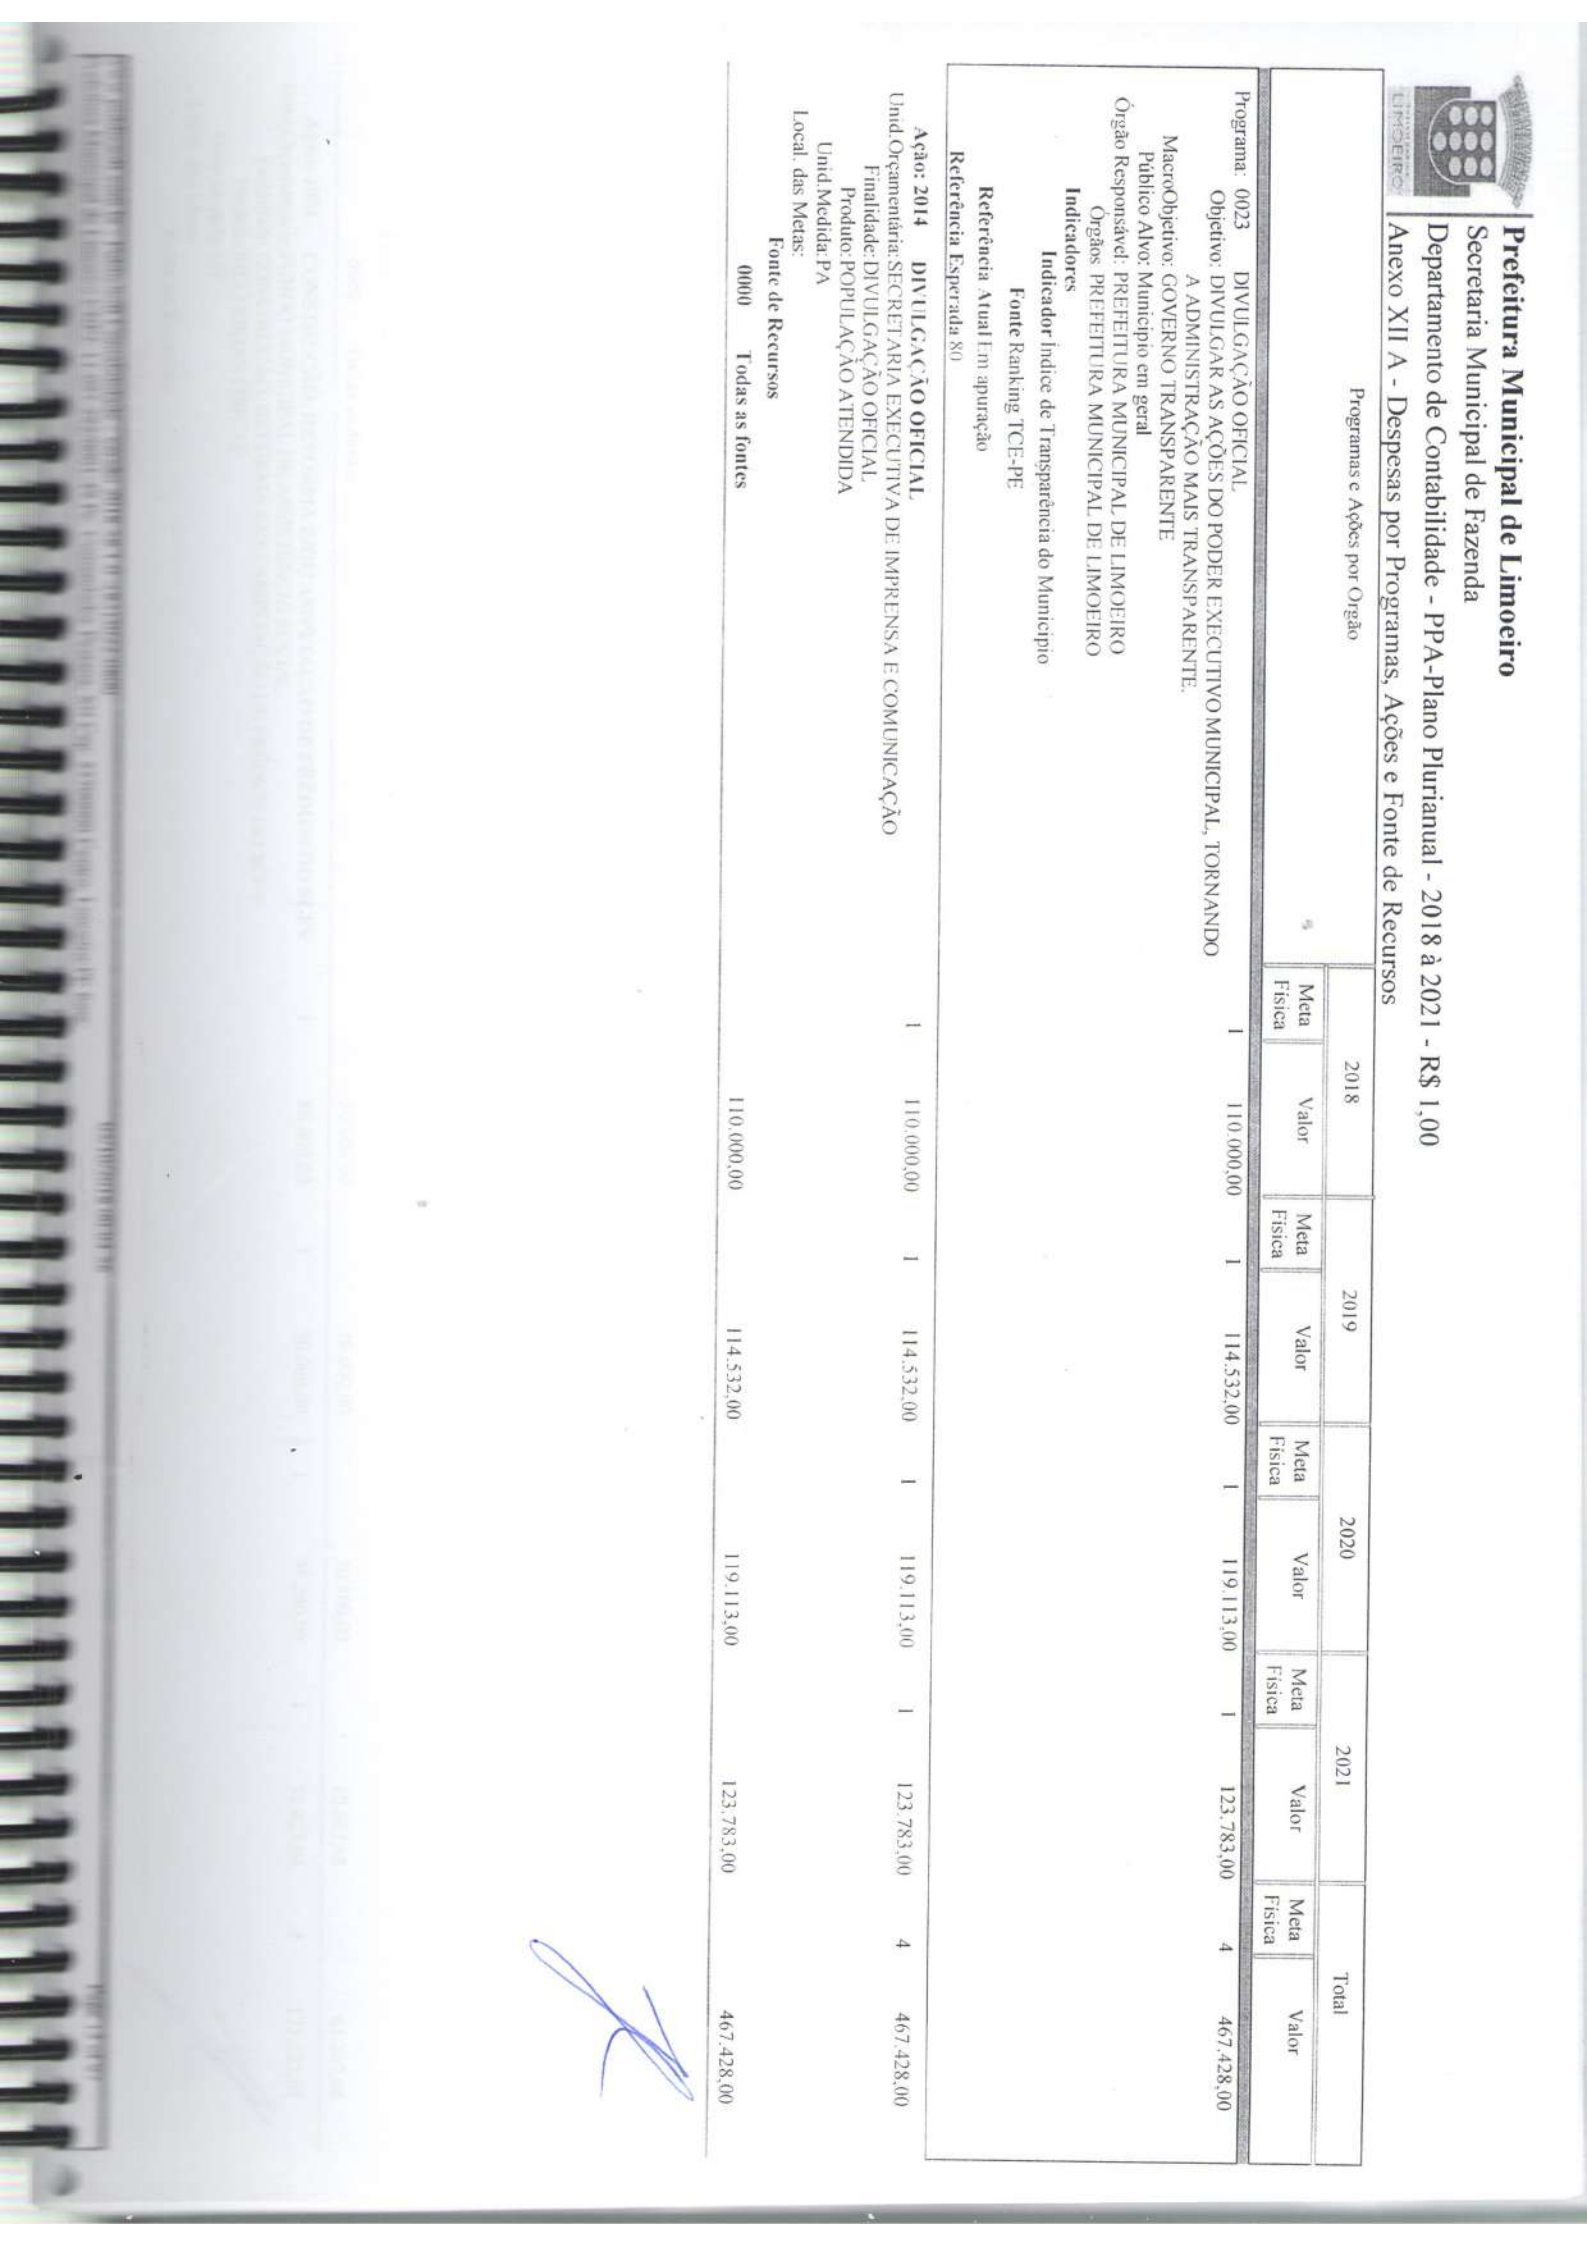 Prefeitura Municipal de Limoeiro
Secretaria Municipal de Fazenda
Departamento de Contabilidade - PPA-Plano Plurianual - 2018 à 2021 - R$ 1,00
Anexo XII A - Despesas por Programas, Ações e Fonte de Recursos
LIMOEIRO
Programas e Ações por Orgão 2018 2019 2020 2021 Total
Meta Física Valor Meta Física Valor Meta Física Valor Meta Física Valor Meta Física Valor
Programa: 0023 DIVULGAÇÃO OFICIAL 1 110.000,00 1 114.532,00 1 119.113,00 1 123.783,00 4 467.428,00
Objetivo: DIVULGAR AS AÇÕES DO PODER EXECUTIVO MUNICIPAL, TORNANDO
A ADMINISTRAÇÃO MAIS TRANSPARENTE.
MacroObjetivo: GOVERNO TRANSPARENTE
Público Alvo: Municipio em geral
Órgão Responsável: PREFEITURA MUNICIPAL DE LIMOEIRO
Órgãos PREFEITURA MUNICIPAL DE LIMOEIRO
Indicadores
Indicador Índice de Transparência do Municipio
Fonte Ranking TCE-PE
Referência Atual Em apuração
Referência Esperada 80
Ação: 2014 DIVULGAÇÃO OFICIAL 1 110.000,00 1 114.532,00 1 119.113,00 1 123.783,00 4 467.428,00
Unid.Orçamentária: SECRETARIA EXECUTIVA DE IMPRENSA E COMUNICAÇÃO
Finalidade: DIVULGAÇÃO OFICIAL
Produto: POPULAÇÃO ATENDIDA
Unid.Medida: PA
Local. das Metas:
Fonte de Recursos
0000 Todas as fontes 110.000,00 114.532,00 119.113,00 123.783,00 467.428,00